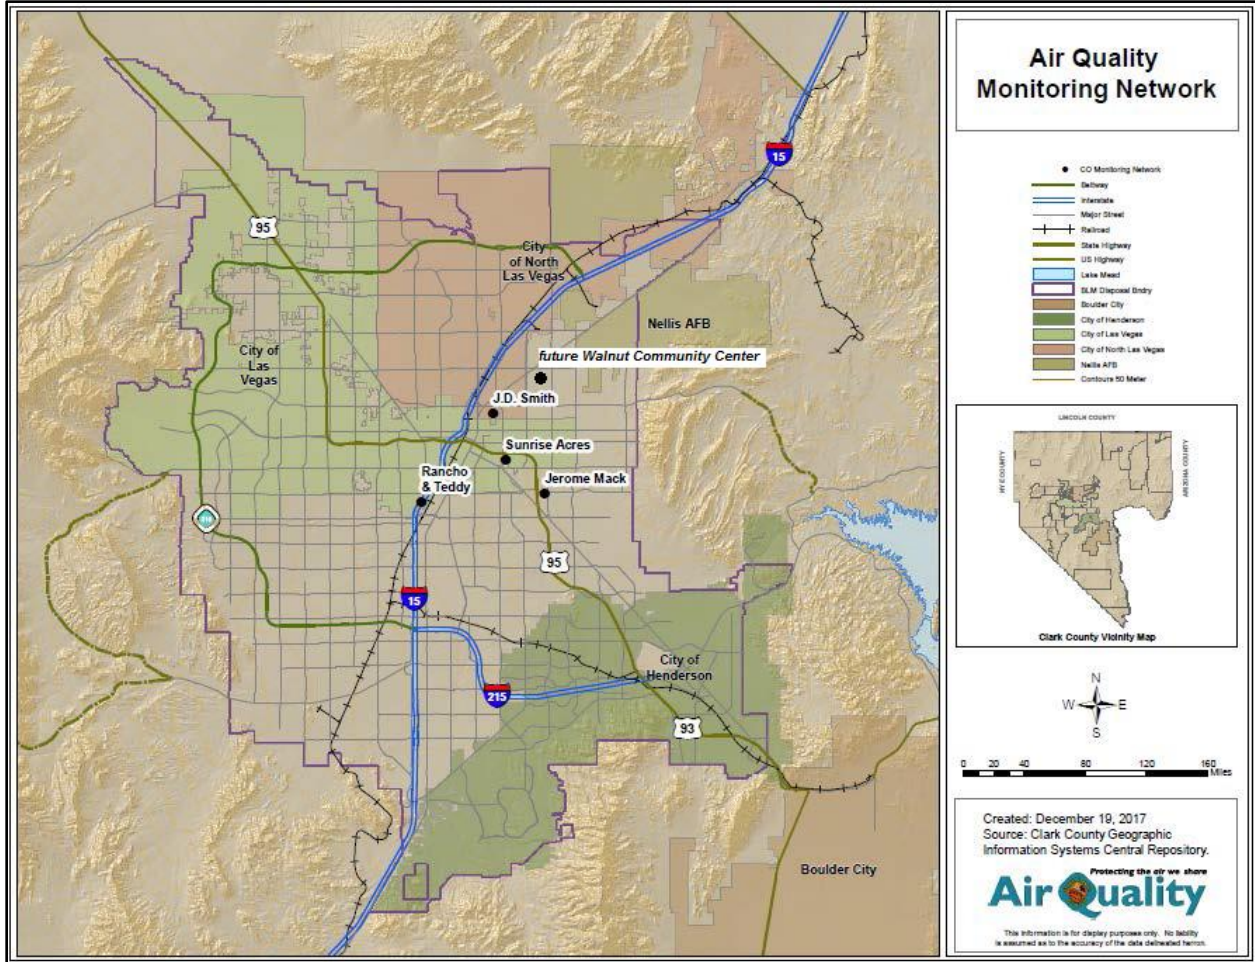 Air Quality
Monitoring Network
CO Monitoring Network
Beltway
Interstate
Major Street
Railroad
State Highway
US Highway
Lake Mead
BLM Disposal Bndry
Boulder City
City of Henderson
City of Las Vegas
City of North Las Vegas
Nellis AFB
Contours 50 Meter
15
95
City
of North
Las Vegas
Nellis AFB
future Walnut Community Center
City of
Las
Vegas
J.D. Smith
Sunrise Acres
Rancho
& Teddy
Jerome Mack
95
15
City of
Henderson
215
93
Boulder City
LINCOLN COUNTY
NYE COUNTY
ARIZONA COUNTY
Clark County Vicinity Map
N
W E
S
0 20 40 80 120 160
Miles
Created: December 19, 2017
Source: Clark County Geographic
Information Systems Central Repository.
Protecting the air we share
Air Quality
This information is for display purposes only. No liability
is assumed as to the accuracy of the data delineated herron.